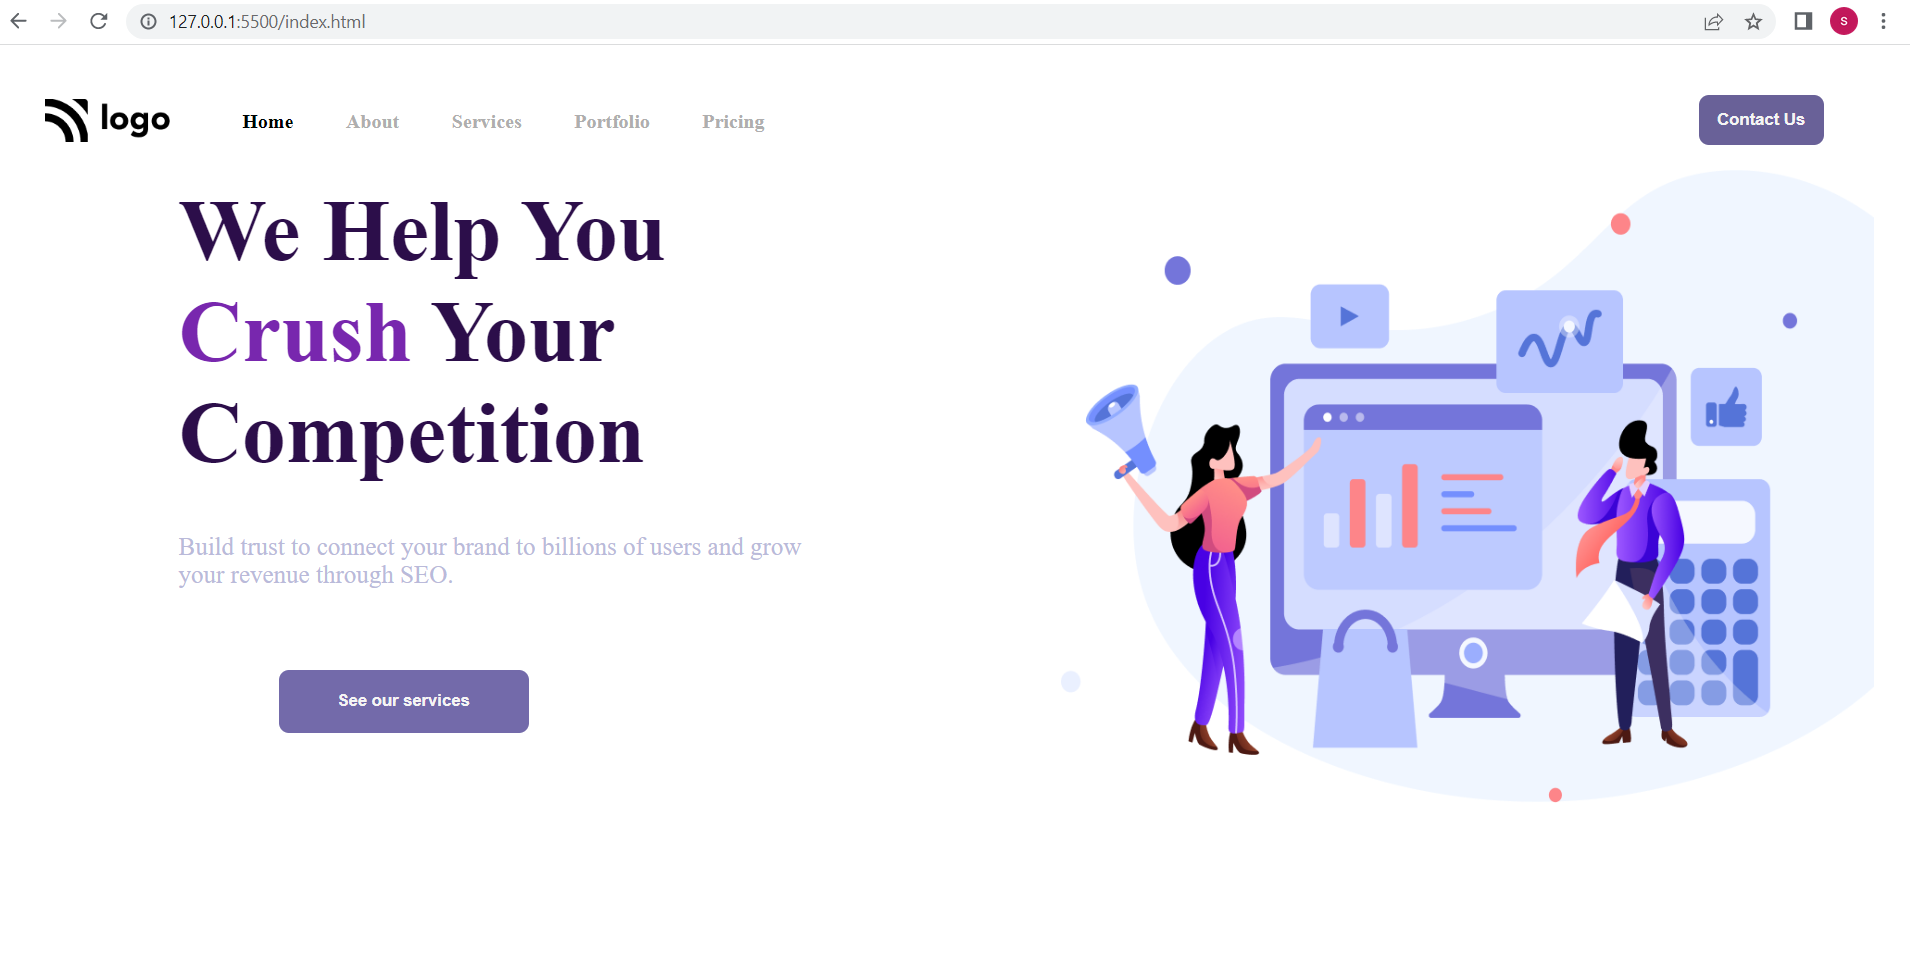 127.0.0.1:5500/index.html
S
logo
Home About Services Portfolio Pricing
Contact Us
We Help You
Crush Your
Competition
Build trust to connect your brand to billions of users and grow
your revenue through SEO.
See our services